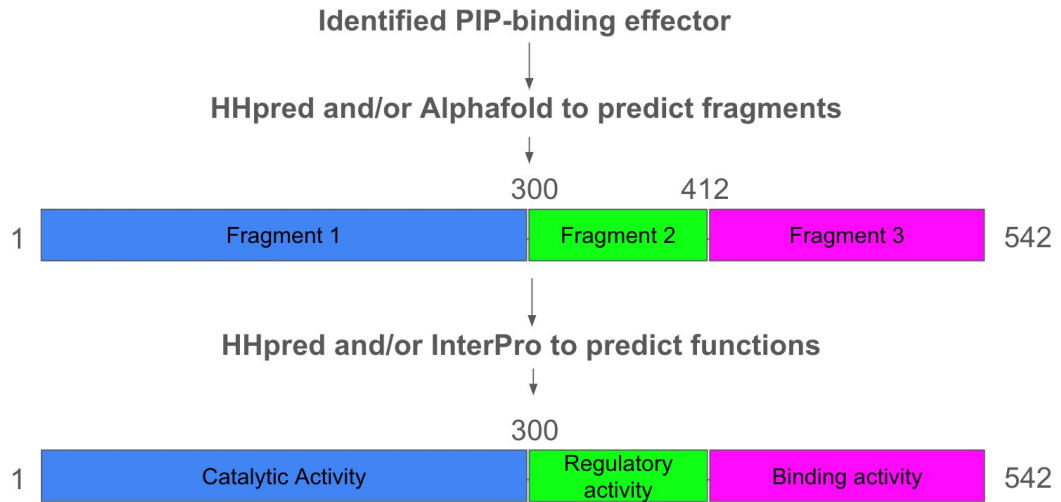 Identified PIP-binding effector
HHpred and/or Alphafold to predict fragments
300 412
1 Fragment 1 Fragment 2 Fragment 3 542
HHpred and/or InterPro to predict functions
300
1 Catalytic Activity Regulatory activity Binding activity 542